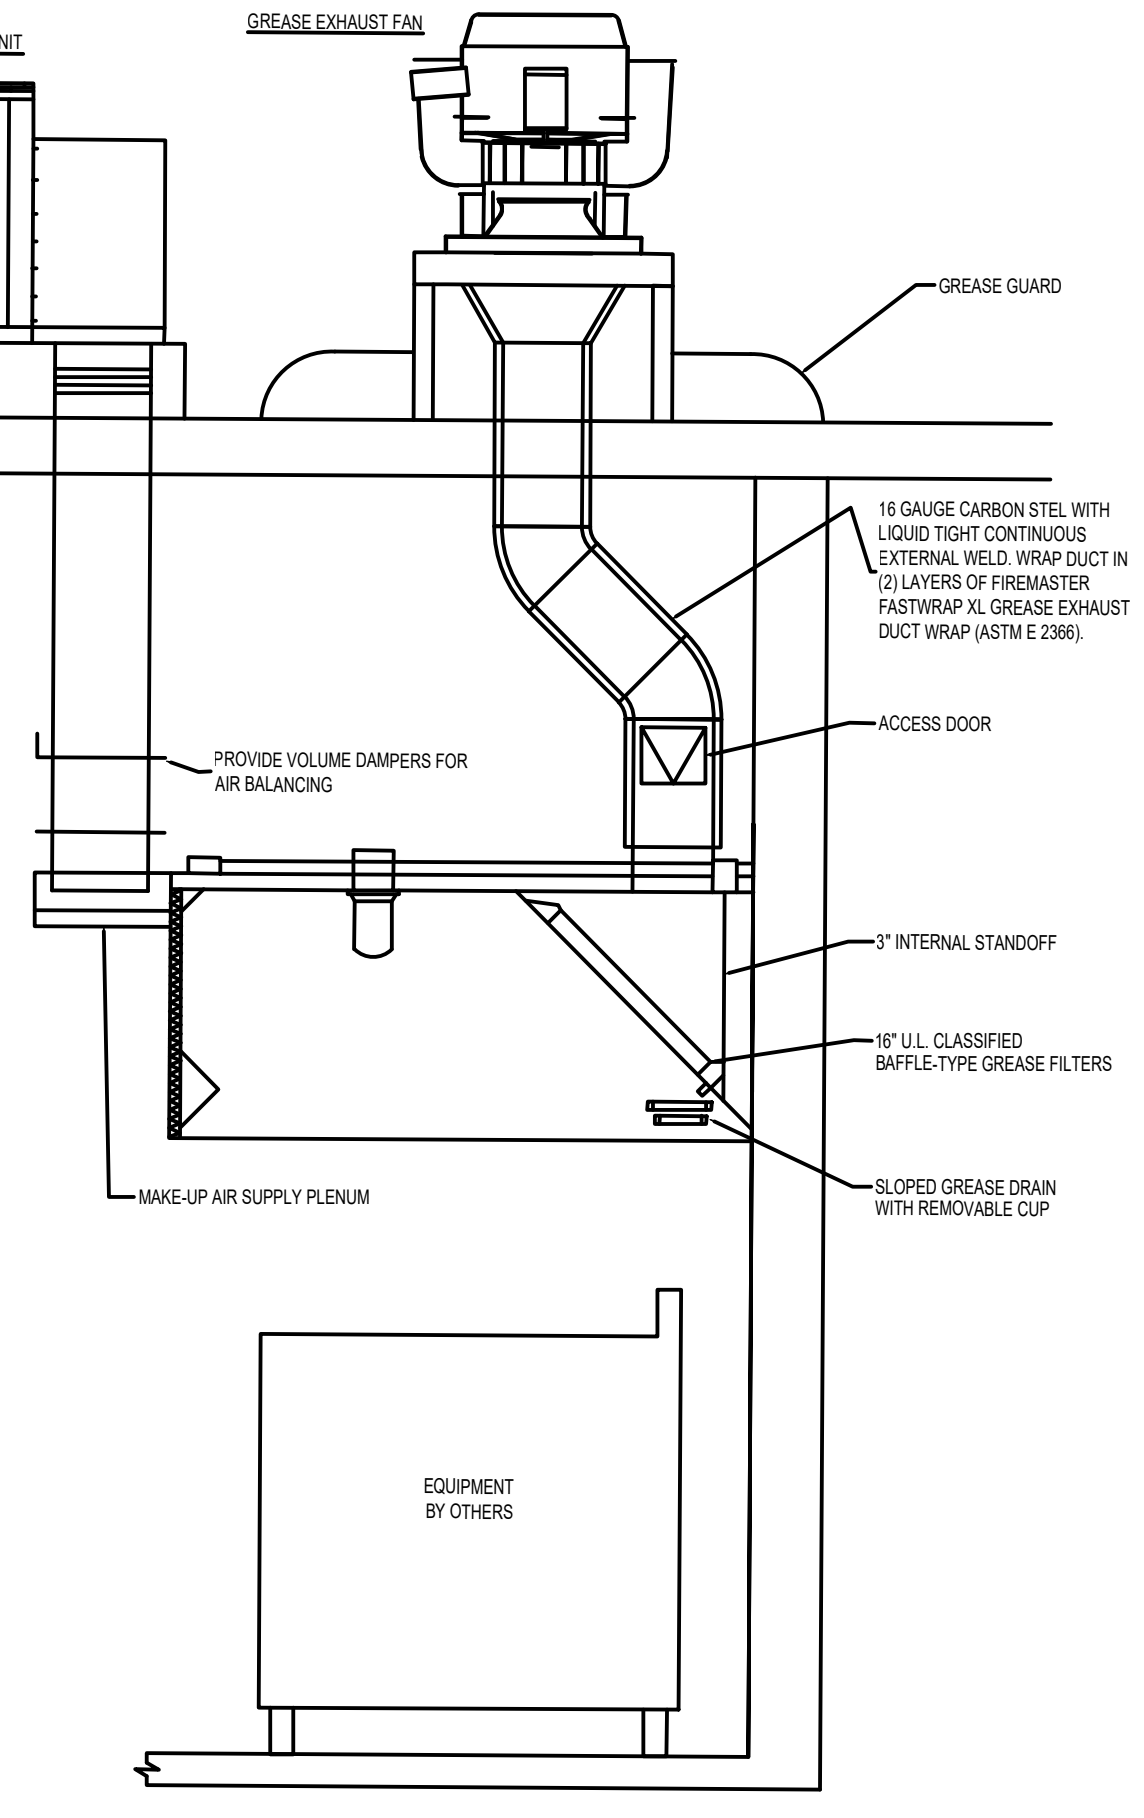 GREASE EXHAUST FAN
NIT
GREASE GUARD
16 GAUGE CARBON STEL WITH
LIQUID TIGHT CONTINUOUS
EXTERNAL WELD. WRAP DUCT IN
(2) LAYERS OF FIREMASTER
FASTWRAP XL GREASE EXHAUST
DUCT WRAP (ASTM E 2366).
ACCESS DOOR
PROVIDE VOLUME DAMPERS FOR
AIR BALANCING
3" INTERNAL STANDOFF
16" U.L. CLASSIFIED
BAFFLE-TYPE GREASE FILTERS
MAKE-UP AIR SUPPLY PLENUM
SLOPED GREASE DRAIN
WITH REMOVABLE CUP
EQUIPMENT
BY OTHERS